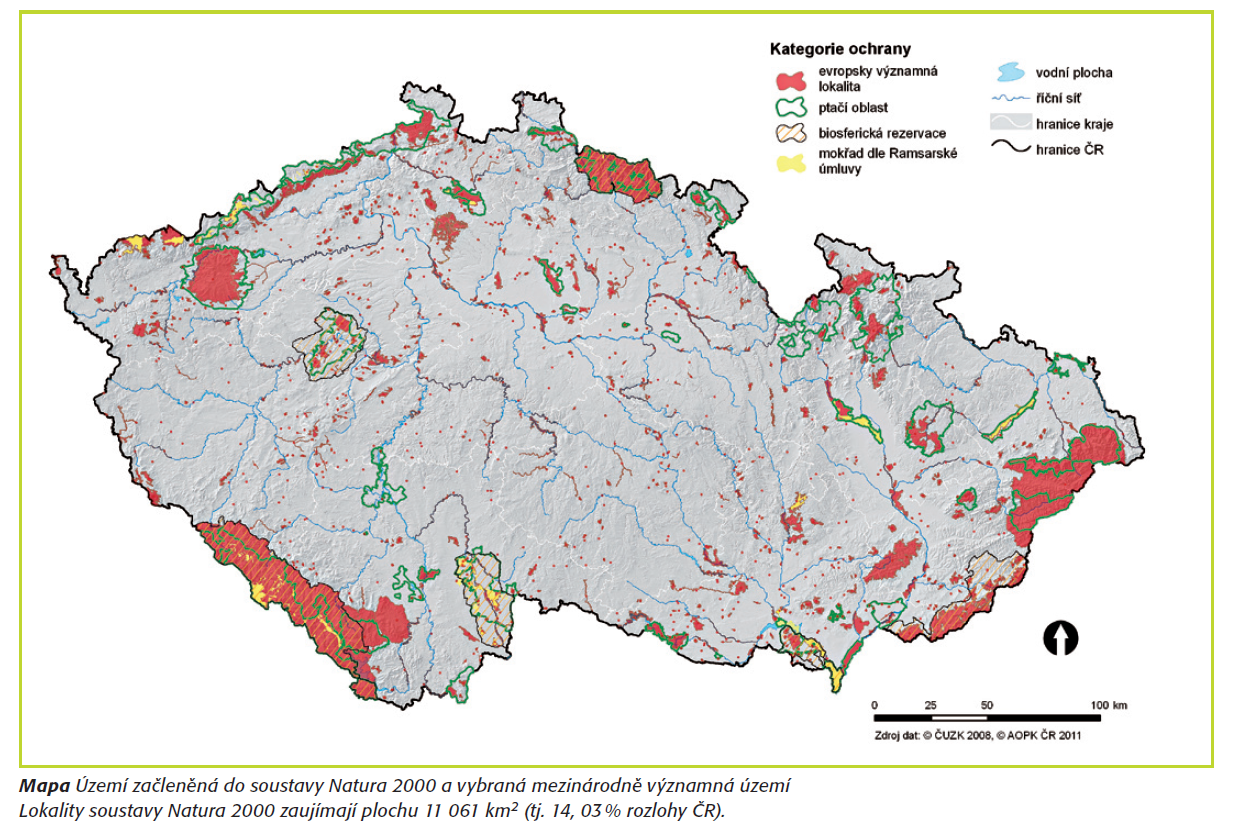 Kategorie ochrany
evropsky významná
lokalita
ptačí oblast
biosferická rezervace
mokřad dle Ramsarské
úmluvy
vodní plocha
říční síť
hranice kraje
hranice ČR
0 25 50 100 km
Zdroj dat: © ČUZK 2008, © AOPK ČR 2011
Mapa Území začleněná do soustavy Natura 2000 a vybraná mezinárodně významná území
Lokality soustavy Natura 2000 zaujímají plochu 11 061 km² (tj. 14, 03 % rozlohy ČR).